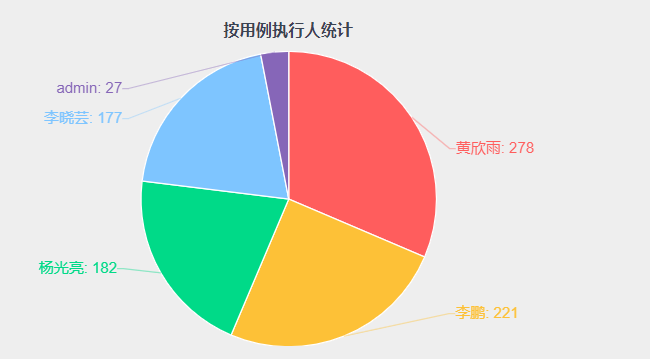 按用例执行人统计
admin: 27
李晓芸: 177
黄欣雨: 278
杨光亮: 182
李鹏: 221